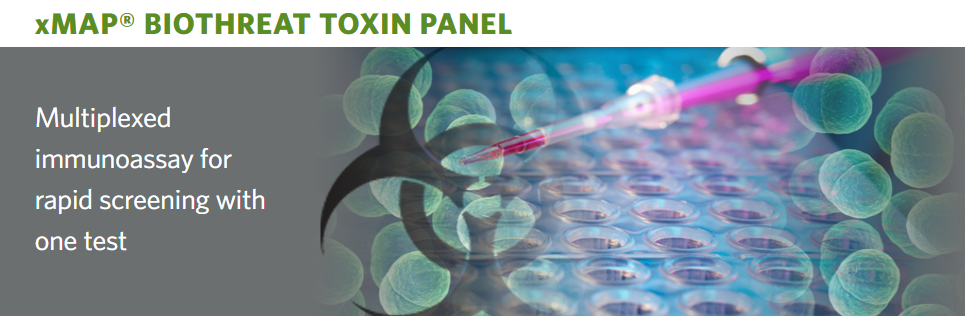 xMAP® BIOTHREAT TOXIN PANEL
Multiplexed
immunoassay for
rapid screening with
one test